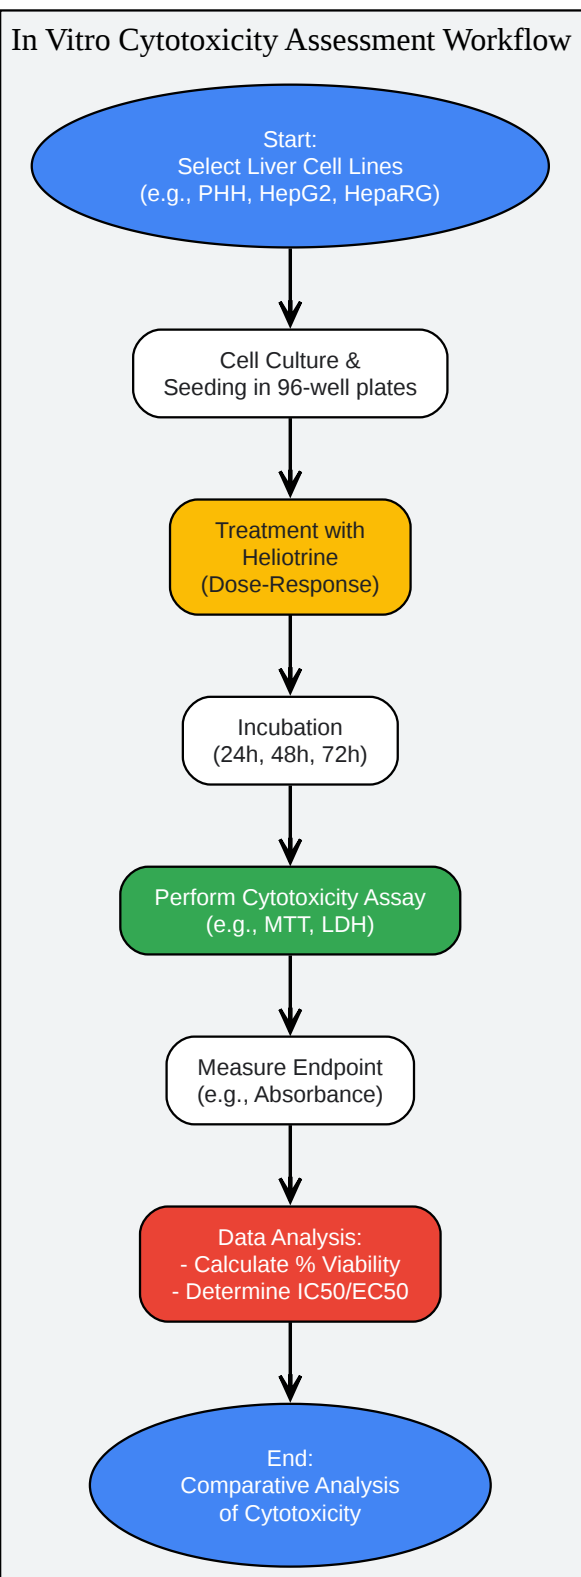 In Vitro Cytotoxicity Assessment Workflow
Start:
Select Liver Cell Lines
(e.g., PHH, HepG2, HepaRG)
Cell Culture &
Seeding in 96-well plates
Treatment with
Heliotrine
(Dose-Response)
Incubation
(24h, 48h, 72h)
Perform Cytotoxicity Assay
(e.g., MTT, LDH)
Measure Endpoint
(e.g., Absorbance)
Data Analysis:
- Calculate % Viability
- Determine IC50/EC50
End:
Comparative Analysis
of Cytotoxicity